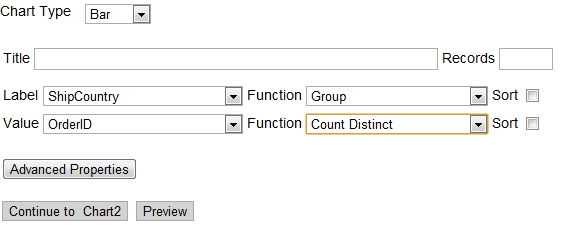 Chart Type Bar
Title Records
Label ShipCountry Function Group Sort
Value OrderID Function Count Distinct Sort
Advanced Properties
Continue to Chart2 Preview